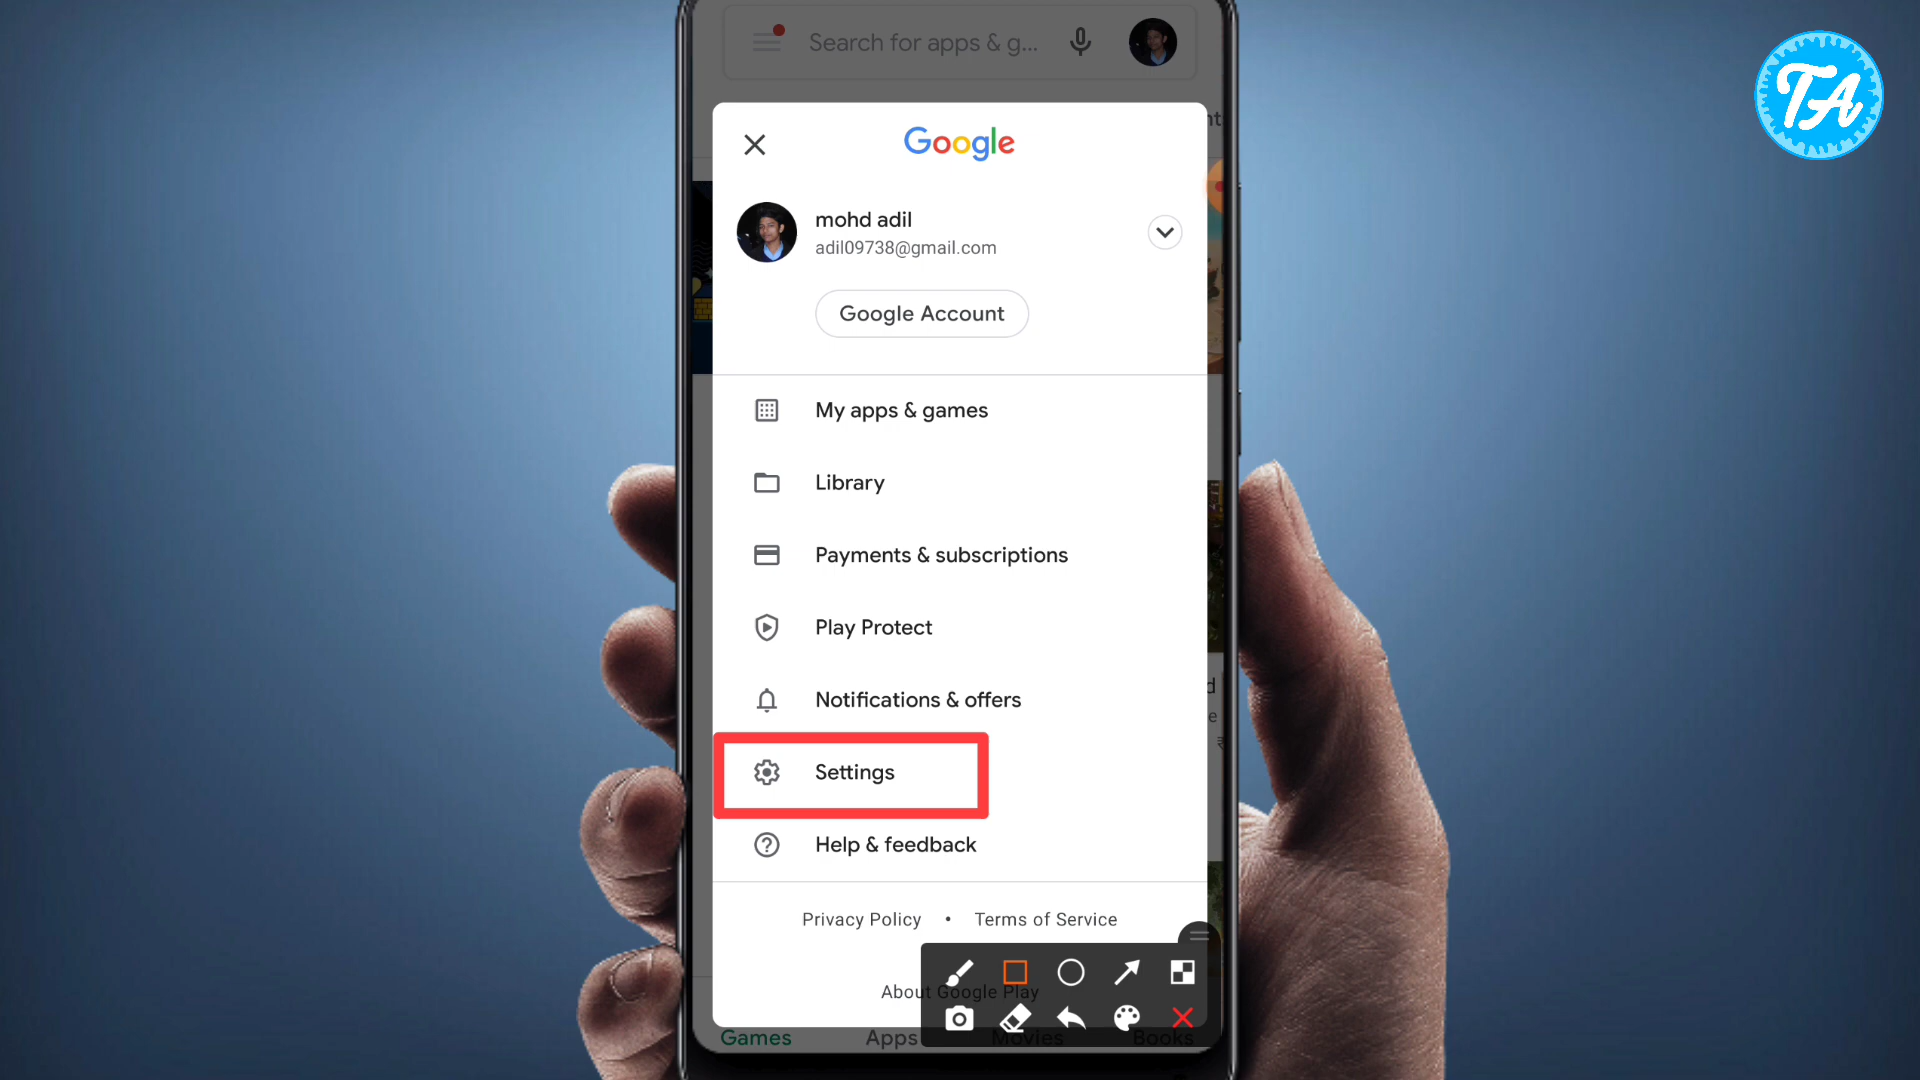 Search for apps & g...
TA
Google
mohd adil
adil09738@gmail.com
Google Account
My apps & games
Library
Payments & subscriptions
Play Protect
Notifications & offers
Settings
Help & feedback
Privacy Policy • Terms of Service
About Google Play
Games Apps Movies Books